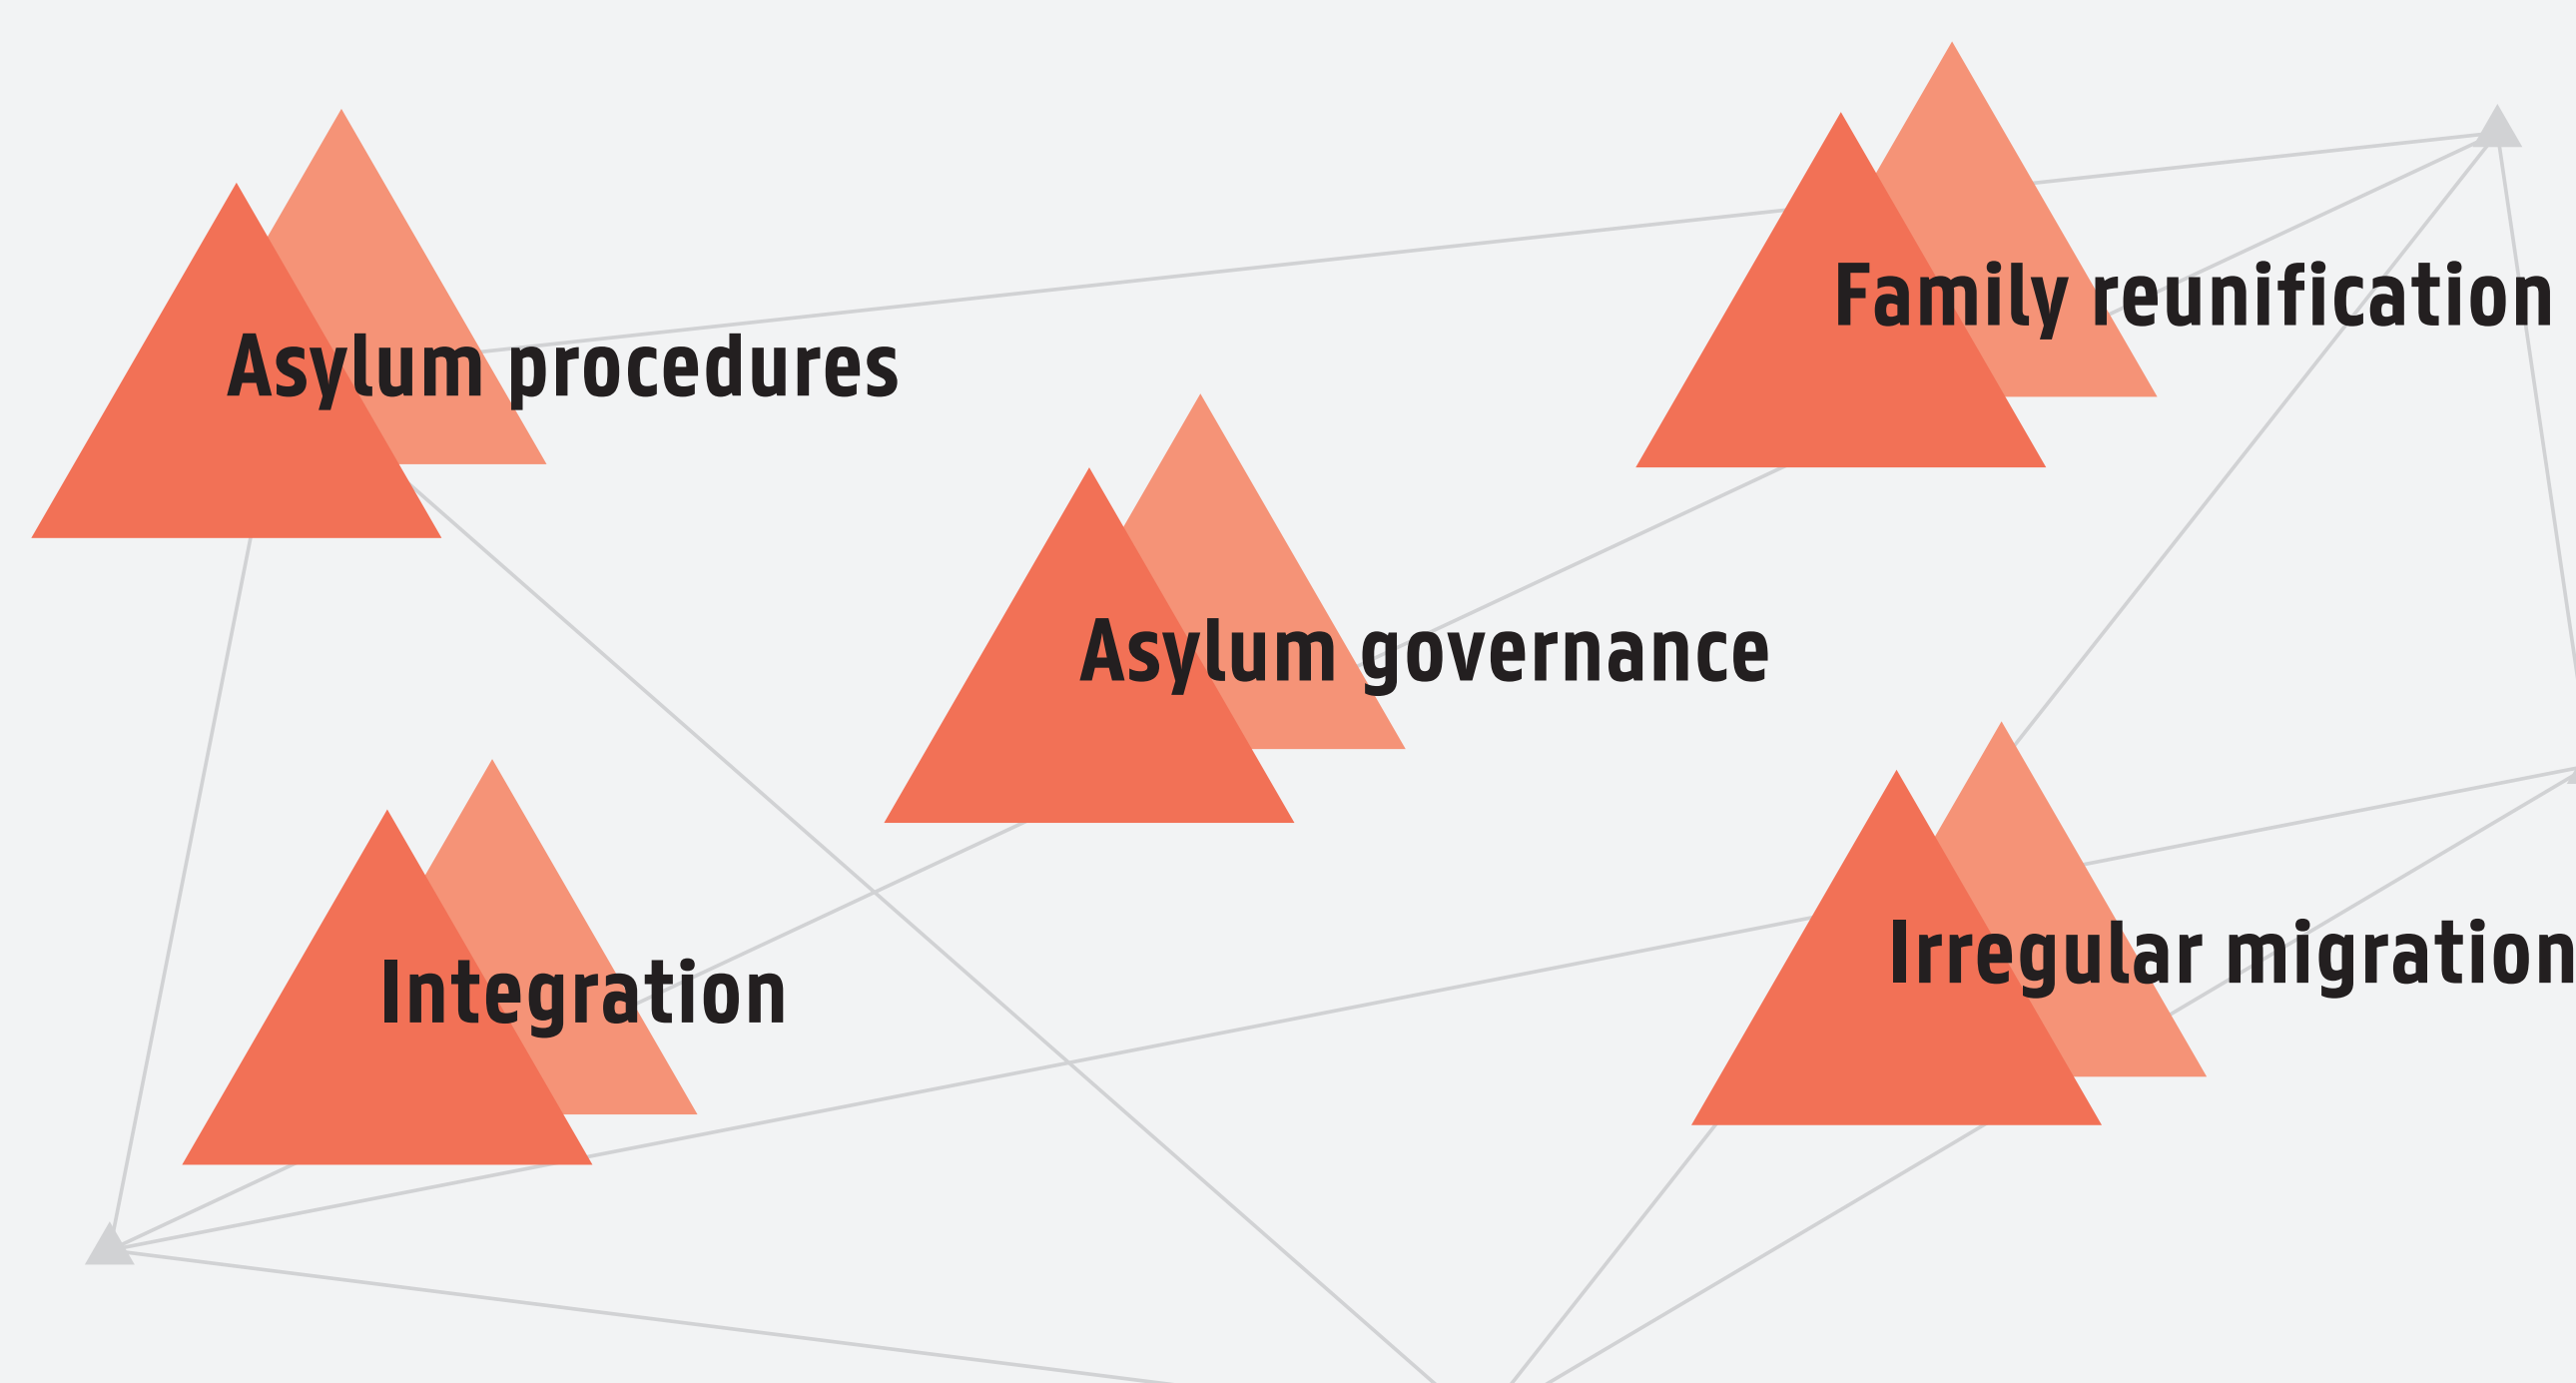 Family reunification
Asylum procedures
Asylum governance
Irregular migration
Integration